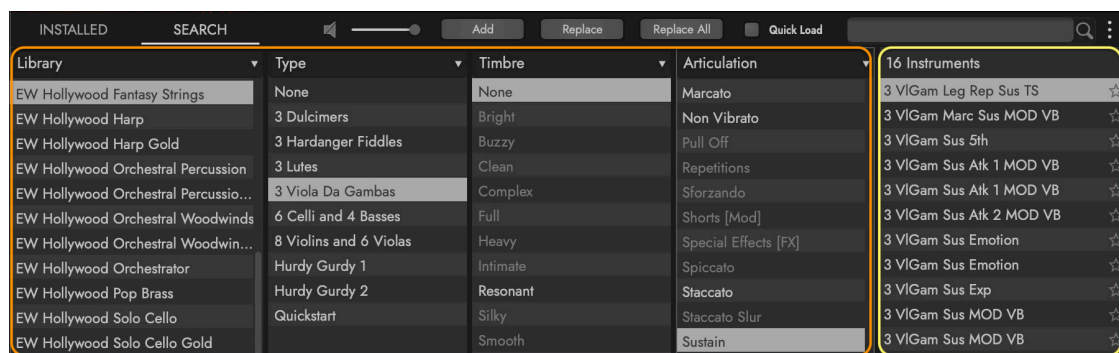 INSTALLED SEARCH Add Replace Replace All Quick Load
Library Type Timbre Articulation 16 Instruments
EW Hollywood Fantasy Strings None None Marcato 3 VlGam Leg Rep Sus TS
EW Hollywood Harp 3 Dulcimers Bright Non Vibrato 3 VlGam Marc Sus MOD VB
EW Hollywood Harp Gold 3 Hardanger Fiddles Buzzy Pull Off 3 VlGam Sus 5th
EW Hollywood Orchestral Percussion 3 Lutes Clean Repetitions 3 VlGam Sus Atk 1 MOD VB
EW Hollywood Orchestral Percussio... 3 Viola Da Gambas Complex Sforzando 3 VlGam Sus Atk 1 MOD VB
EW Hollywood Orchestral Woodwinds 6 Celli and 4 Basses Full Shorts [Mod] 3 VlGam Sus Atk 2 MOD VB
EW Hollywood Orchestral Woodwin... 8 Violins and 6 Violas Heavy Special Effects [FX] 3 VlGam Sus Emotion
EW Hollywood Orchestrator Hurdy Gurdy 1 Intimate Spiccato 3 VlGam Sus Emotion
EW Hollywood Pop Brass Hurdy Gurdy 2 Resonant Staccato 3 VlGam Sus Exp
EW Hollywood Solo Cello Quickstart Silky Staccato Slur 3 VlGam Sus MOD VB
EW Hollywood Solo Cello Gold Smooth Sustain 3 VlGam Sus MOD VB